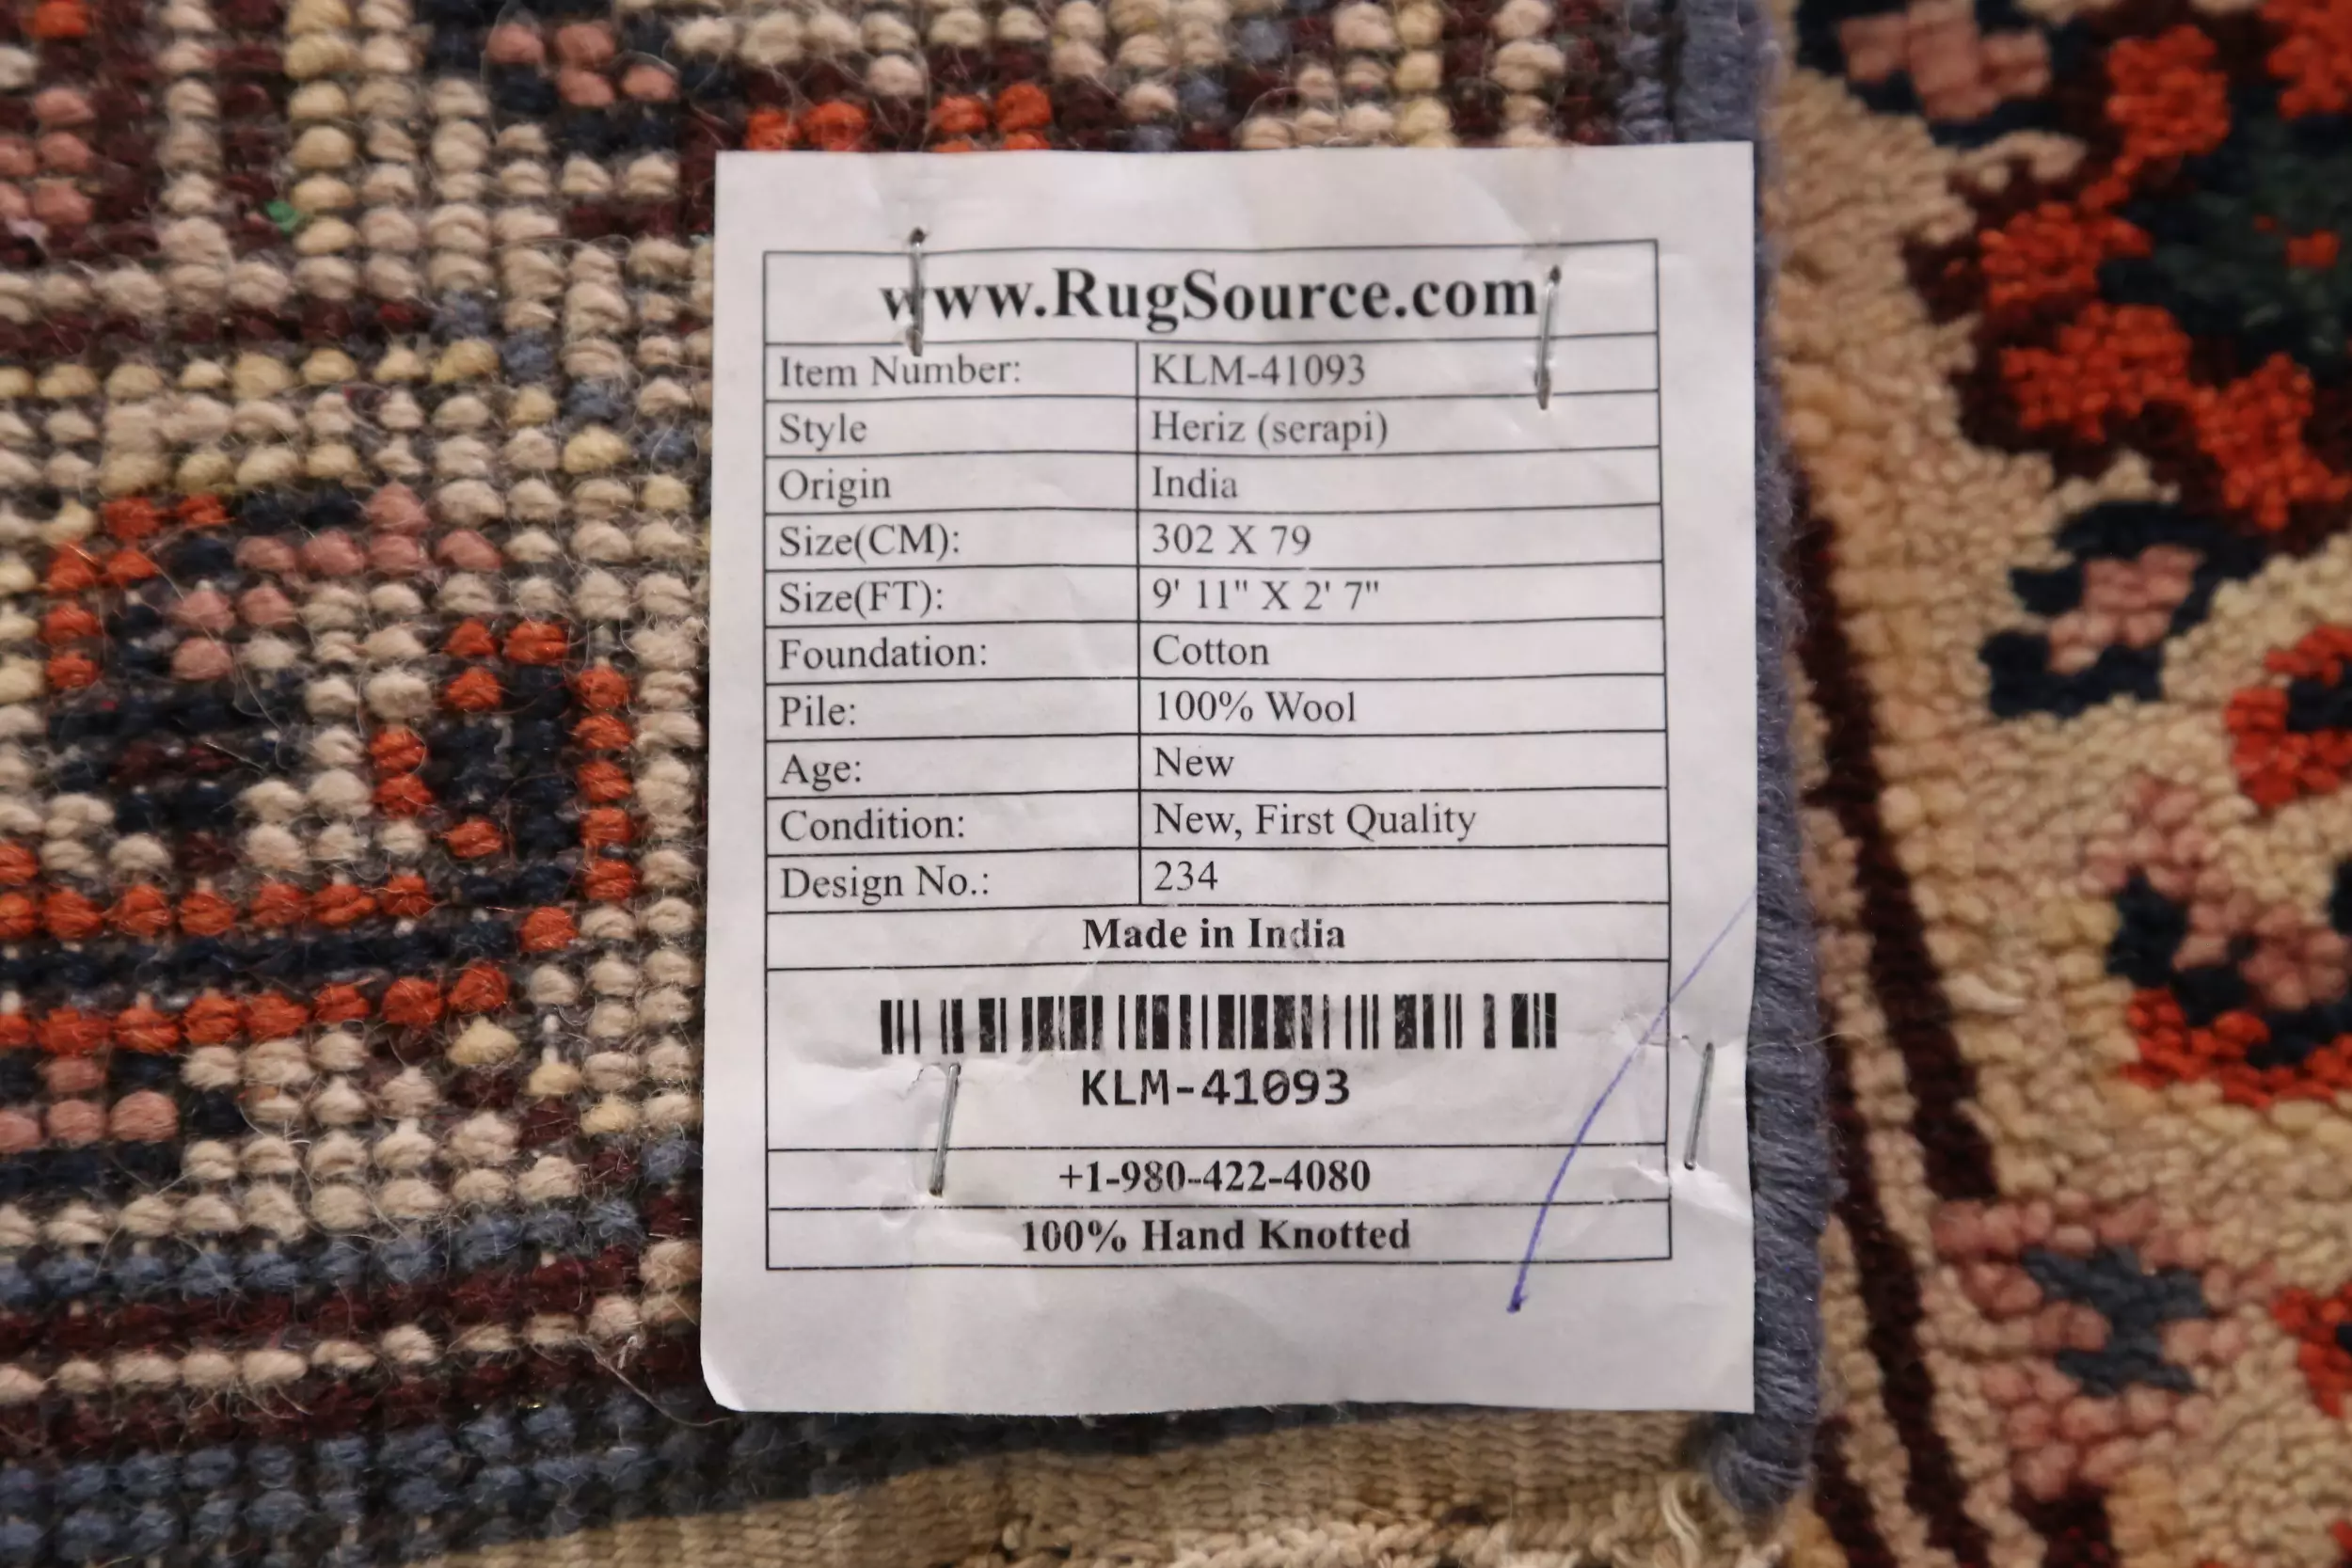 www.RugSource.com
Item Number: KLM-41093
Style Heriz (serapi)
Origin India
Size(CM): 302 X 79
Size(FT): 9' 11" X 2' 7"
Foundation: Cotton
Pile: 100% Wool
Age: New
Condition: New, First Quality
Design No.: 234
Made in India
KLM-41093
+1-980-422-4080
100% Hand Knotted